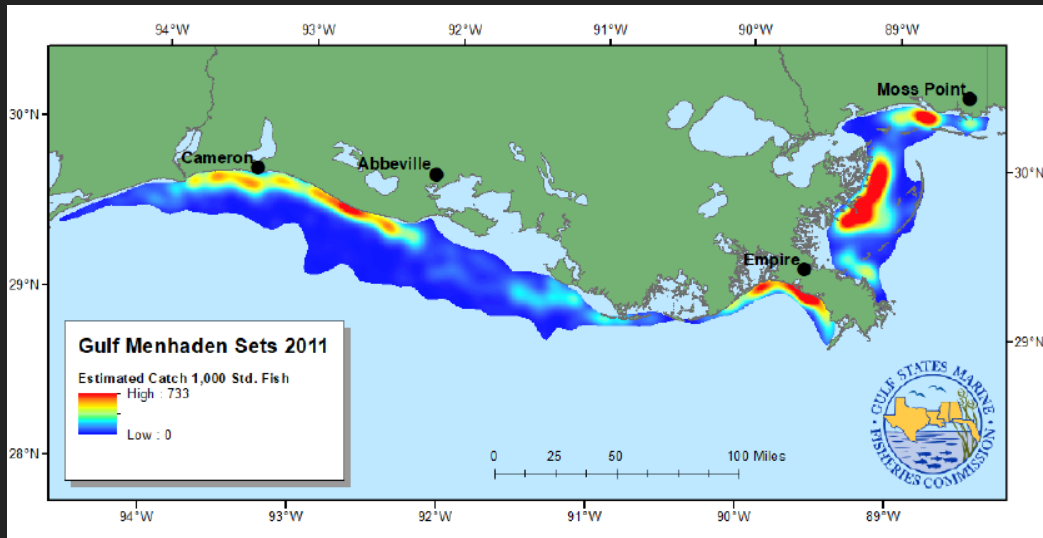 94°W 93°W 92°W 91°W 90°W 89°W
Moss Point
30°N
Cameron
Abbeville
30°N
Empire
29°N
29°N
Gulf Menhaden Sets 2011
Estimated Catch 1,000 Std. Fish
High : 733
Low : 0
28°N
0 25 50 100 Miles
GULF STATES MARINE
FISHERIES COMMISSION
94°W 93°W 92°W 91°W 90°W 89°W